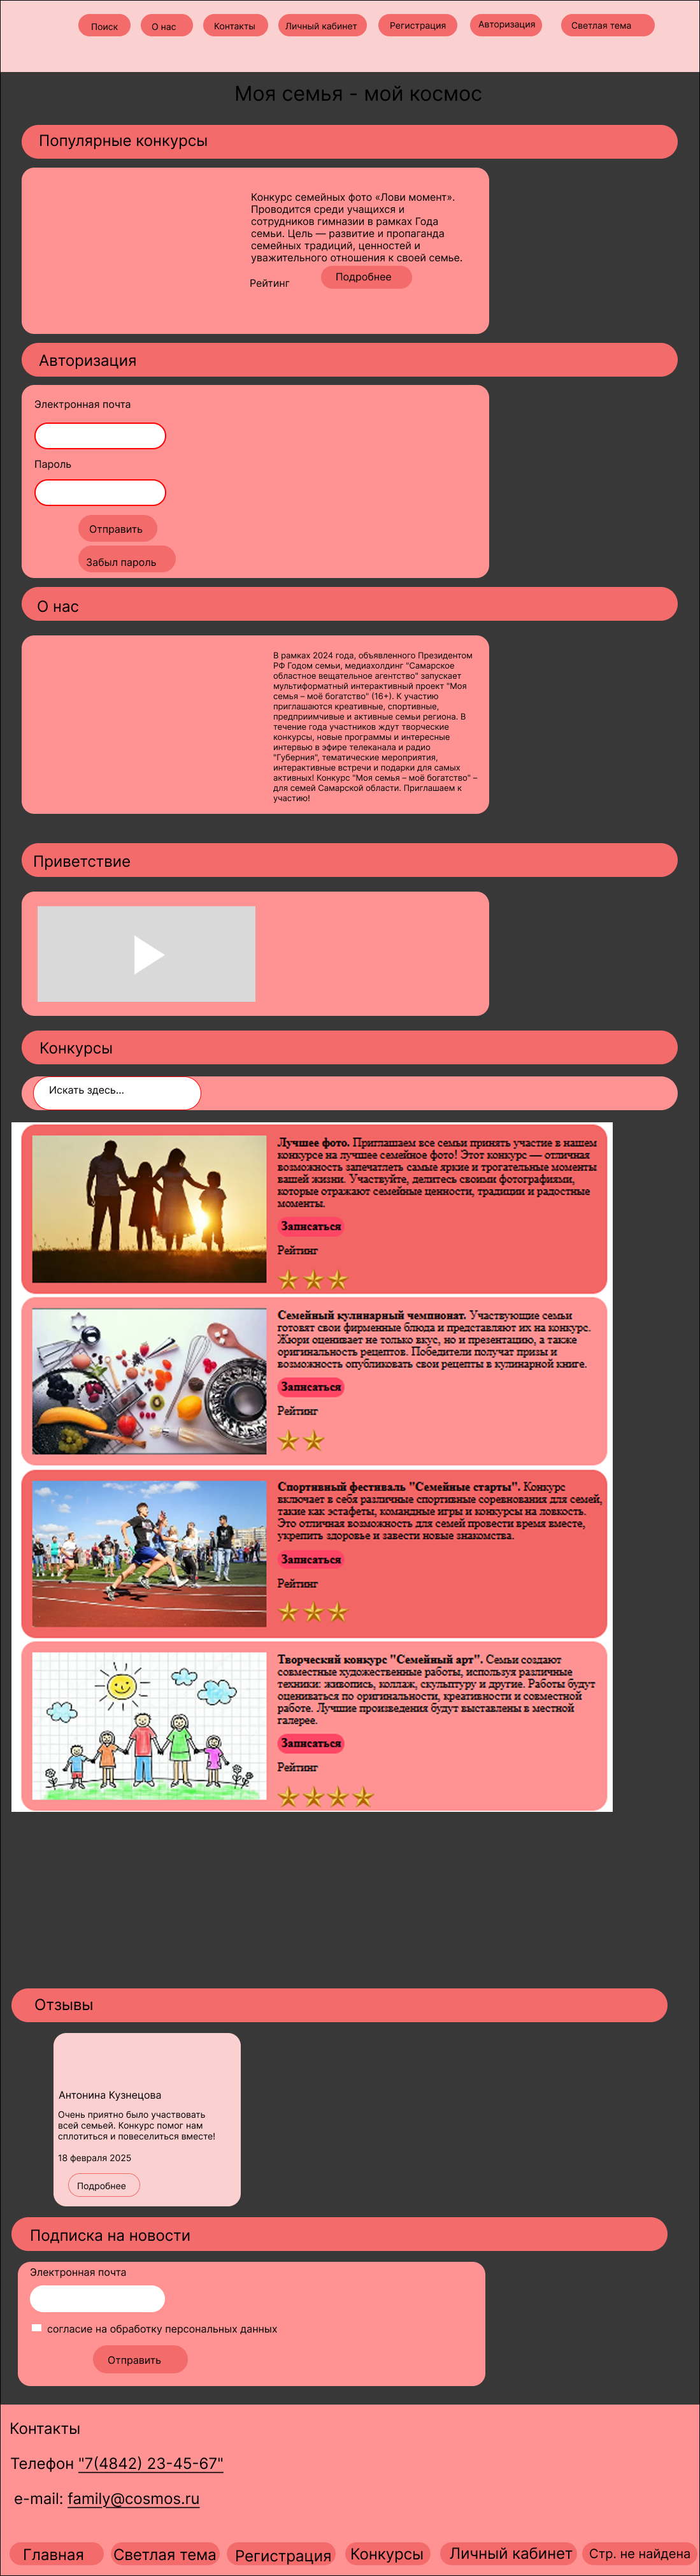 Поиск
О нас
Контакты
Личный кабинет
Регистрация
Авторизация
Светлая тема
Моя семья - мой космос
Популярные конкурсы
Конкурс семейных фото «Лови момент».
Проводится среди учащихся и
сотрудников гимназии в рамках Года
семьи. Цель — развитие и пропаганда
семейных традиций, ценностей и
уважительного отношения к своей семье.
Рейтинг
Подробнее
Авторизация
Электронная почта
Пароль
Отправить
Забыл пароль
О нас
В рамках 2024 года, объявленного Президентом
РФ Годом семьи, медиахолдинг "Самарское
областное вещательное агентство" запускает
мультиформатный интерактивный проект "Моя
семья – моё богатство" (16+). К участию
приглашаются креативные, спортивные,
предприимчивые и активные семьи региона. В
течение года участников ждут творческие
конкурсы, новые программы и интересные
интервью в эфире телеканала и радио
"Губерния", тематические мероприятия,
интерактивные встречи и подарки для самых
активных! Конкурс "Моя семья – моё богатство" –
для семей Самарской области. Приглашаем к
участию!
Приветствие
Конкурсы
Искать здесь...
Лучшее фото. Приглашаем все семьи принять участие в нашем
конкурсе на лучшее семейное фото! Этот конкурс — отличная
возможность запечатлеть самые яркие и трогательные моменты
вашей жизни. Участвуйте, делитесь своими фотографиями,
которые отражают семейные ценности, традиции и радостные
моменты.
Записаться
Рейтинг
Семейный кулинарный чемпионат. Участвующие семьи
готовят свои фирменные блюда и представляют их на конкурс.
Жюри оценивает не только вкус, но и презентацию, а также
оригинальность рецептов. Победители получат призы и
возможность опубликовать свои рецепты в кулинарной книге.
Записаться
Рейтинг
Спортивный фестиваль "Семейные старты". Конкурс
включает в себя различные спортивные соревнования для семей,
такие как эстафеты, командные игры и конкурсы на ловкость.
Это отличная возможность для семей провести время вместе,
укрепить здоровье и завести новые знакомства.
Записаться
Рейтинг
Творческий конкурс "Семейный арт". Семьи создают
совместные художественные работы, используя различные
техники: живопись, коллаж, скульптуру и другие. Работы будут
оцениваться по оригинальности, креативности и совместной
работе. Лучшие произведения будут выставлены в местной
галерее.
Записаться
Рейтинг
Отзывы
Антонина Кузнецова
Очень приятно было участвовать
всей семьей. Конкурс помог нам
сплотиться и повеселиться вместе!
18 февраля 2025
Подробнее
Подписка на новости
Электронная почта
согласие на обработку персональных данных
Отправить
Контакты
Телефон "7(4842) 23-45-67"
e-mail: family@cosmos.ru
Главная
Светлая тема
Регистрация
Конкурсы
Личный кабинет
Стр. не найдена